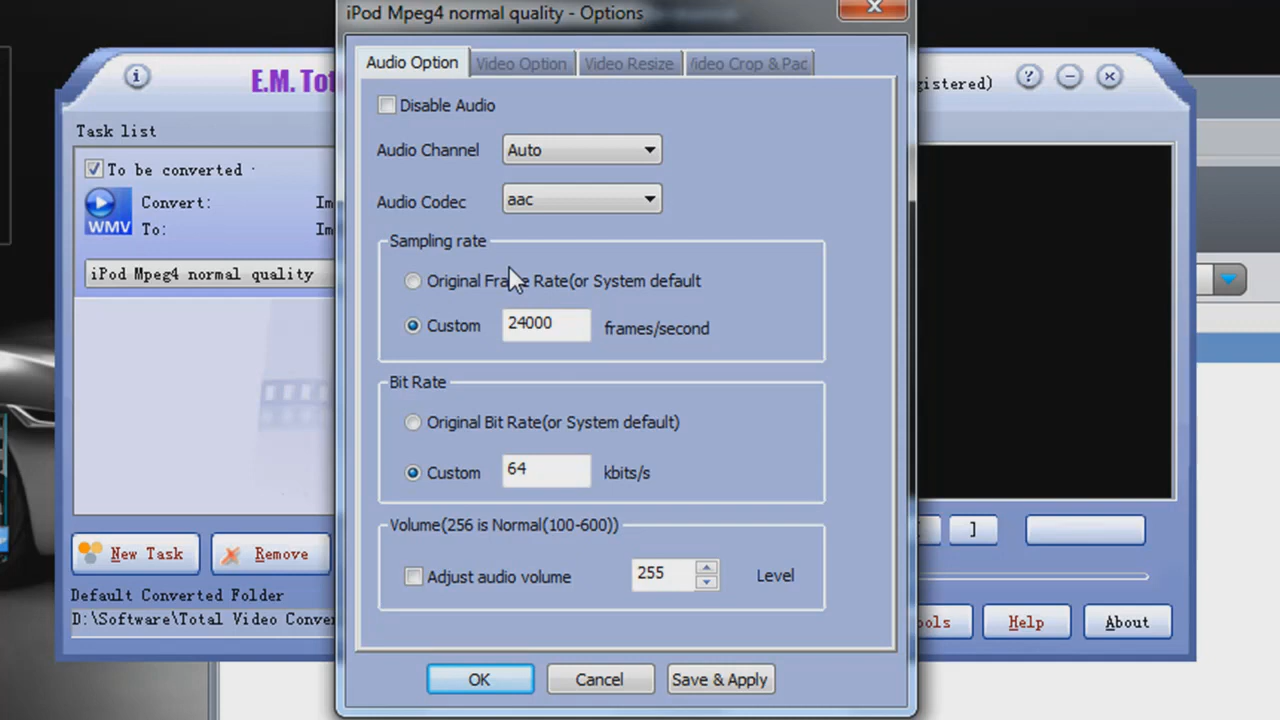 iPod Mpeg4 normal quality - Options
Audio Option
Video Option
Video Resize
Video Crop & Pac
E.M. Tot
gistered)
Task list
Disable Audio
To be converted
Audio Channel
Auto
Convert:
Im
WMV
To:
Im
Audio Codec
aac
Sampling rate
iPod Mpeg4 normal quality
Original Frame Rate(or System default
Custom
24000
frames/second
Bit Rate
Original Bit Rate(or System default)
Custom
64
kbits/s
Volume(256 is Normal(100-600))
]
New Task
Remove
Adjust audio volume
255
Level
Default Converted Folder
D:\Software\Total Video Conver
ools
Help
About
OK
Cancel
Save & Apply